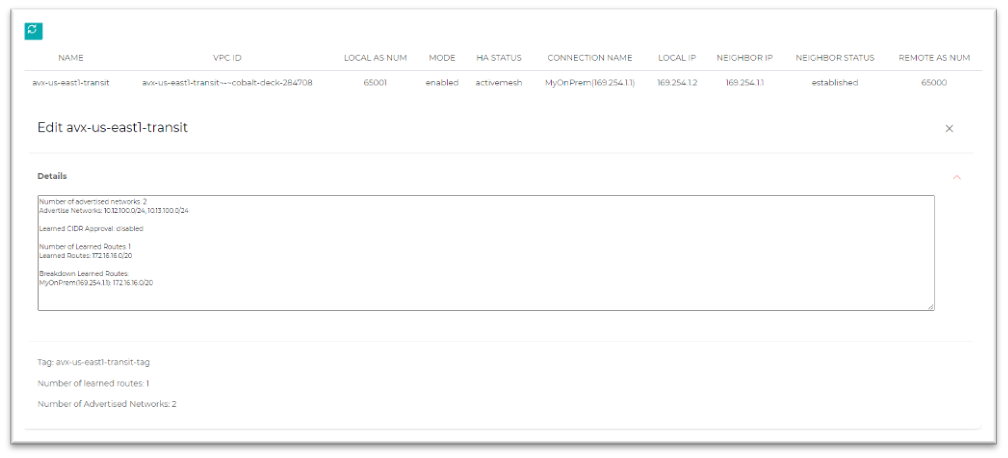 NAME VPC ID LOCAL AS NUM MODE HA STATUS CONNECTION NAME LOCAL IP NEIGHBOR IP NEIGHBOR STATUS REMOTE AS NUM
avx-us-east1-transit avx-us-east1-transit~-~cobalt-deck-284708 65001 enabled activemesh MyOnPrem(169.254.1.1) 169.254.1.2 169.254.1.1 established 65000
Edit avx-us-east1-transit
Details
Number of advertised networks: 2
Advertise Networks: 10.12.100.0/24, 10.13.100.0/24
Learned CIDR Approval: disabled
Number of Learned Routes: 1
Learned Routes: 172.16.16.0/20
Breakdown Learned Routes:
MyOnPrem(169.254.1.1): 172.16.16.0/20
Tag: avx-us-east1-transit-tag
Number of learned routes: 1
Number of Advertised Networks: 2